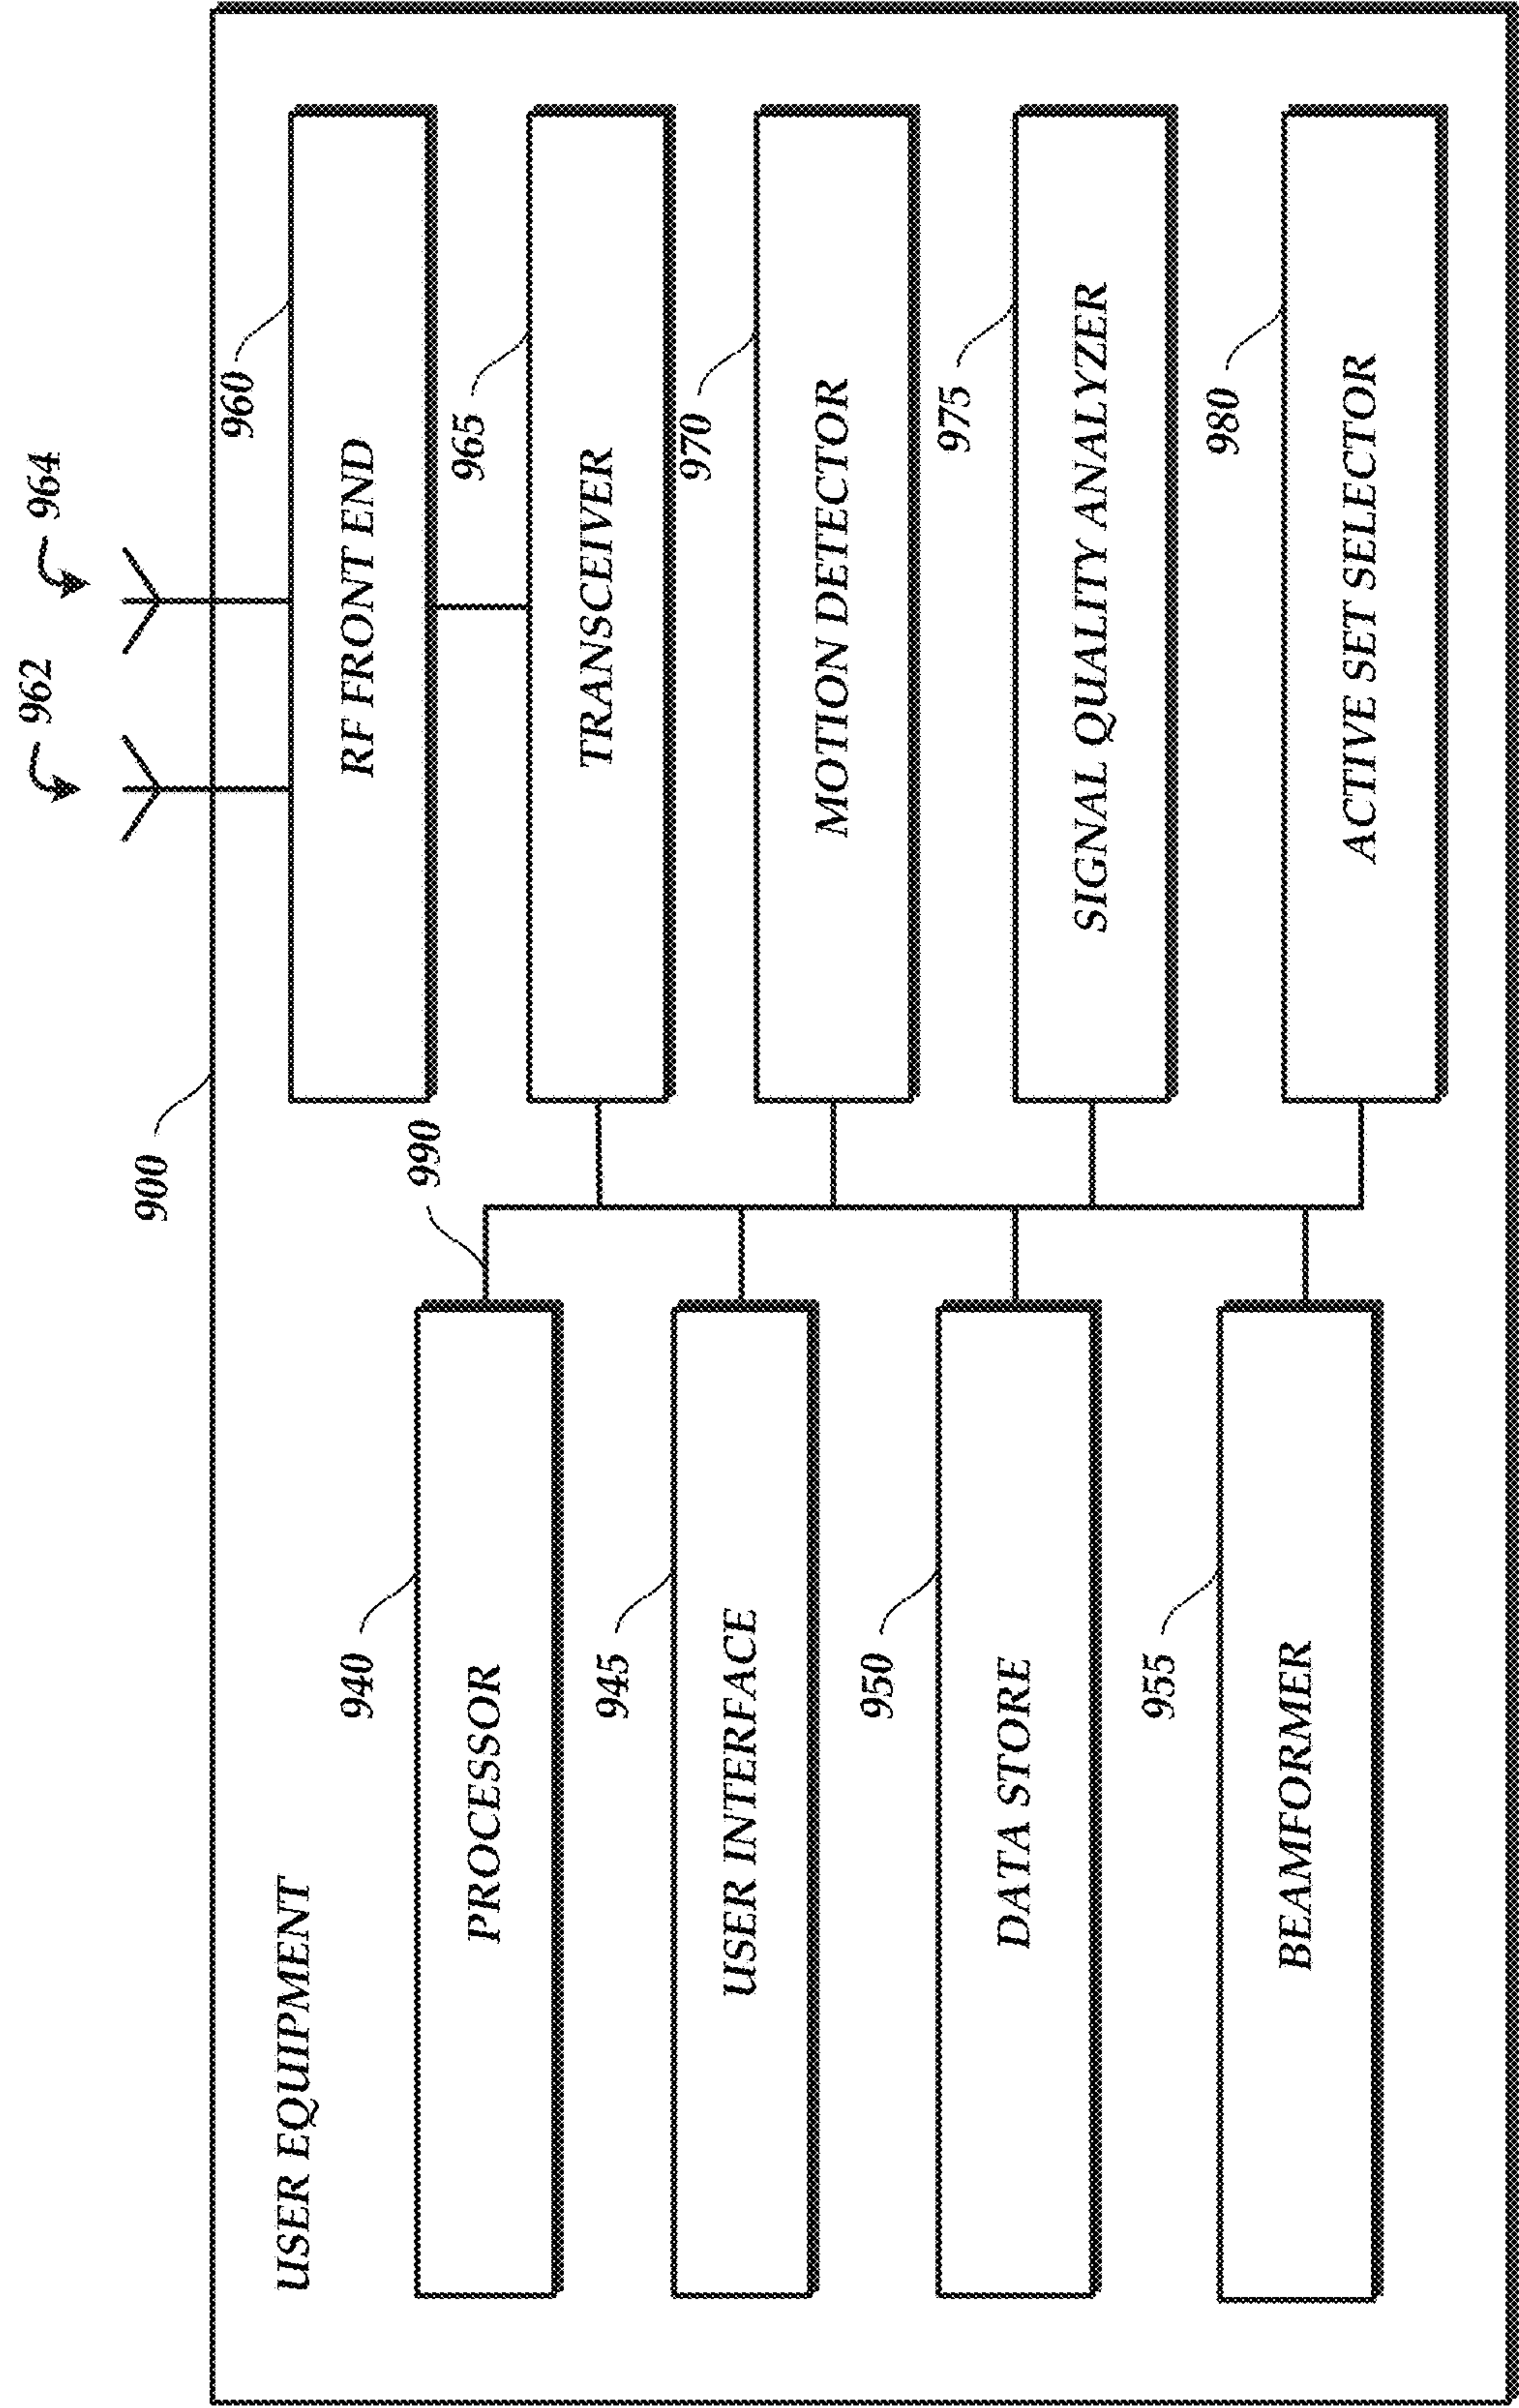 962
964
900
USER EQUIPMENT
960
RF FRONT END
940
PROCESSOR
990
965
TRANSCEIVER
945
USER INTERFACE
970
MOTION DETECTOR
950
DATA STORE
975
SIGNAL QUALITY ANALYZER
955
BEAMFORMER
980
ACTIVE SET SELECTOR